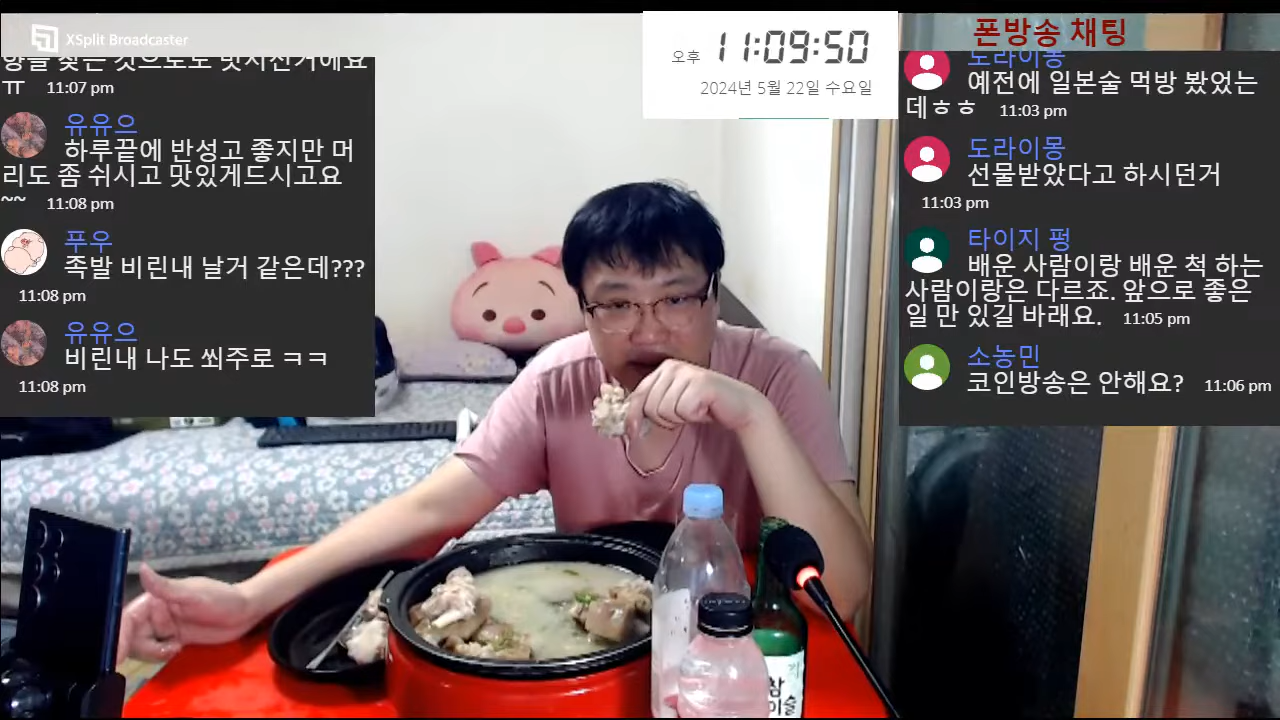 XSplit Broadcaster
ㅠ 11:07 pm
유유으
하루끝에 반성고 좋지만 머
리도 좀 쉬시고 맛있게드시고요
~~ 11:08 pm
푸우
족발 비린내 날거 같은데???
11:08 pm
유유으
비린내 나도 쐬주로 ㅋㅋ
11:08 pm
오후 11:09:50
2024년 5월 22일 수요일
폰방송 채팅
도라이몽
예전에 일본술 먹방 봤었는
데ㅎㅎ 11:03 pm
도라이몽
선물받았다고 하시던거
11:03 pm
타이지 펑
배운 사람이랑 배운 척 하는
사람이랑은 다르죠. 앞으로 좋은
일 만 있길 바래요. 11:05 pm
소농민
코인방송은 안해요? 11:06 pm
참
이슬